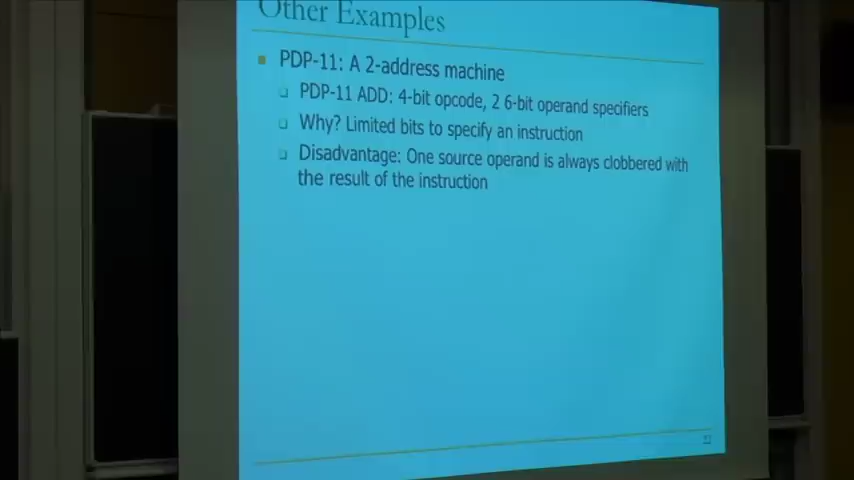 Other Examples
PDP-11: A 2-address machine
PDP-11 ADD: 4-bit opcode, 2 6-bit operand specifiers
Why? Limited bits to specify an instruction
Disadvantage: One source operand is always clobbered with
the result of the instruction